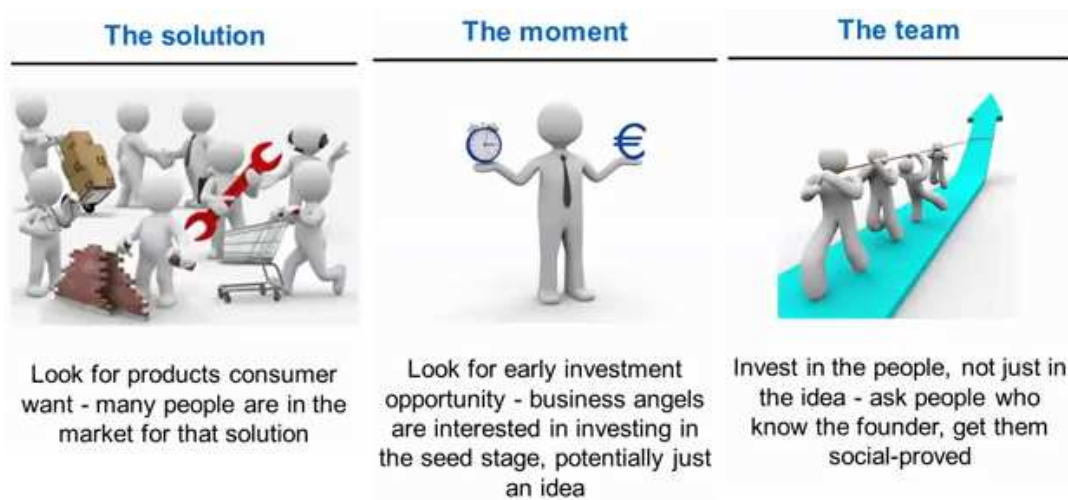 The solution
Look for products consumer
want - many people are in the
market for that solution
The moment
€
Look for early investment
opportunity - business angels
are interested in investing in
the seed stage, potentially just
an idea
The team
Invest in the people, not just in
the idea - ask people who
know the founder, get them
social-proved